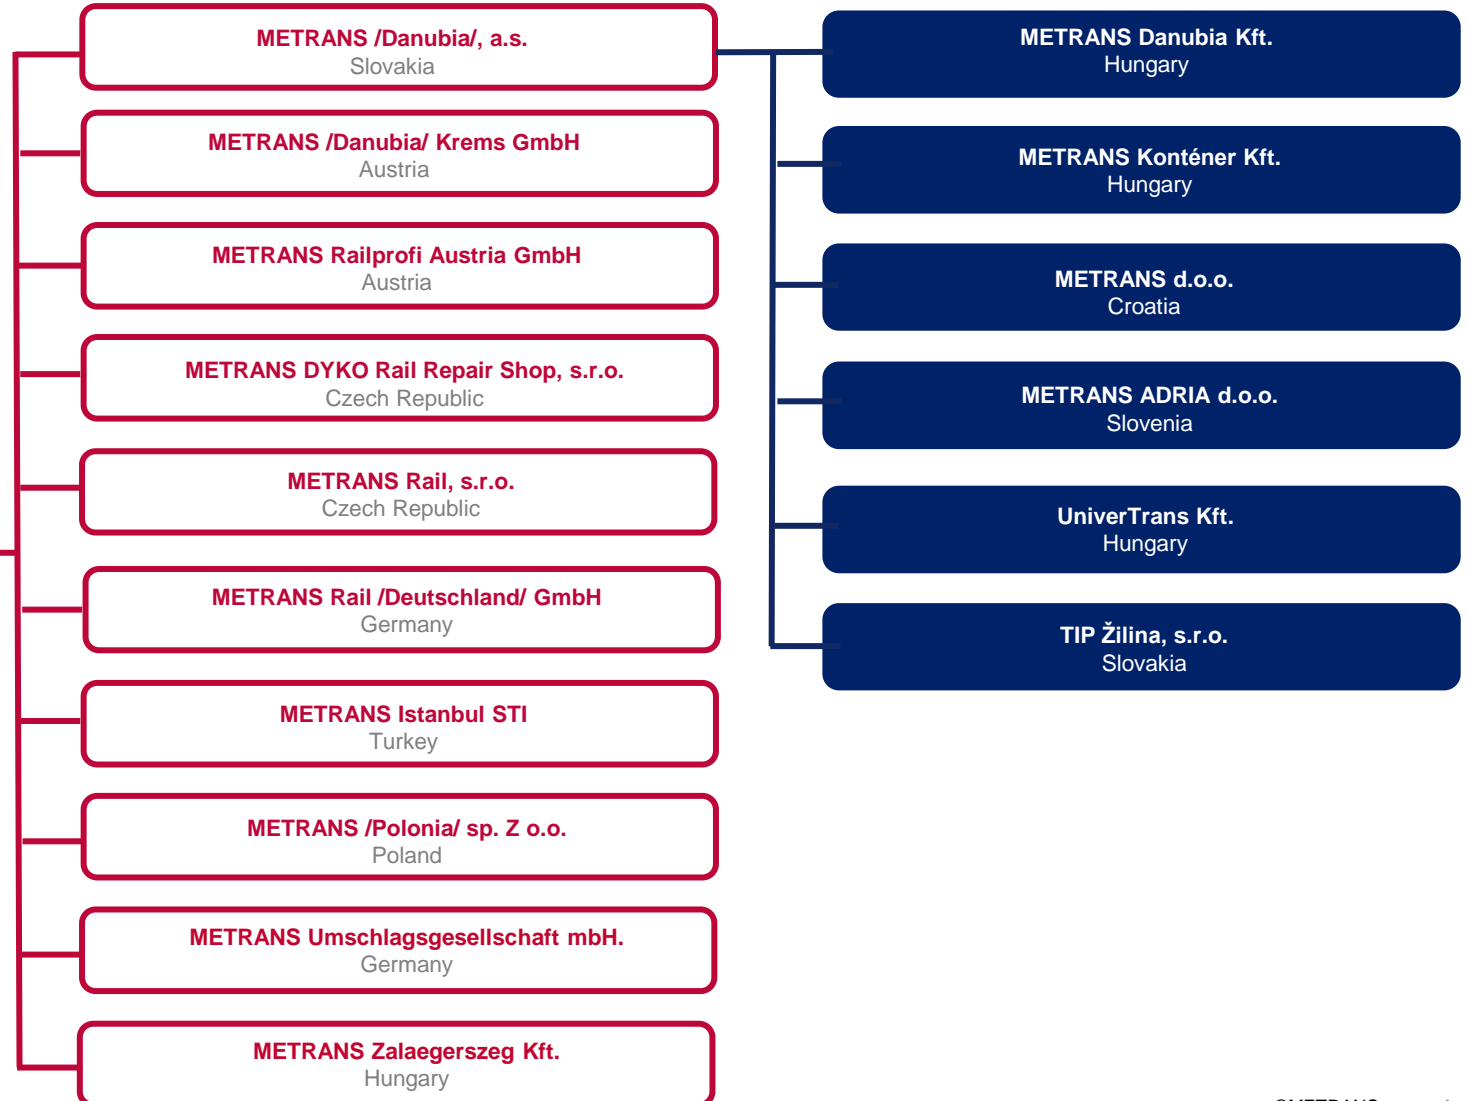 METRANS /Danubia/, a.s.
Slovakia
METRANS /Danubia/ Krems GmbH
Austria
METRANS Railprofi Austria GmbH
Austria
METRANS DYKO Rail Repair Shop, s.r.o.
Czech Republic
METRANS Rail, s.r.o.
Czech Republic
METRANS Rail /Deutschland/ GmbH
Germany
METRANS Istanbul STI
Turkey
METRANS /Polonia/ sp. Z o.o.
Poland
METRANS Umschlagsgesellschaft mbH.
Germany
METRANS Zalaegerszeg Kft.
Hungary
METRANS Danubia Kft.
Hungary
METRANS Konténer Kft.
Hungary
METRANS d.o.o.
Croatia
METRANS ADRIA d.o.o.
Slovenia
UniverTrans Kft.
Hungary
TIP Žilina, s.r.o.
Slovakia
©METRANS